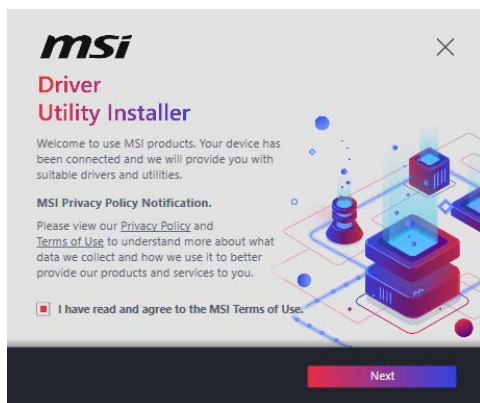 msi
Driver
Utility Installer
Welcome to use MSI products. Your device has
been connected and we will provide you with
suitable drivers and utilities.
MSI Privacy Policy Notification.
Please view our Privacy Policy and
Terms of Use to understand more about what
data we collect and how we use it to better
provide our products and services to you.
I have read and agree to the MSI Terms of Use.
Next